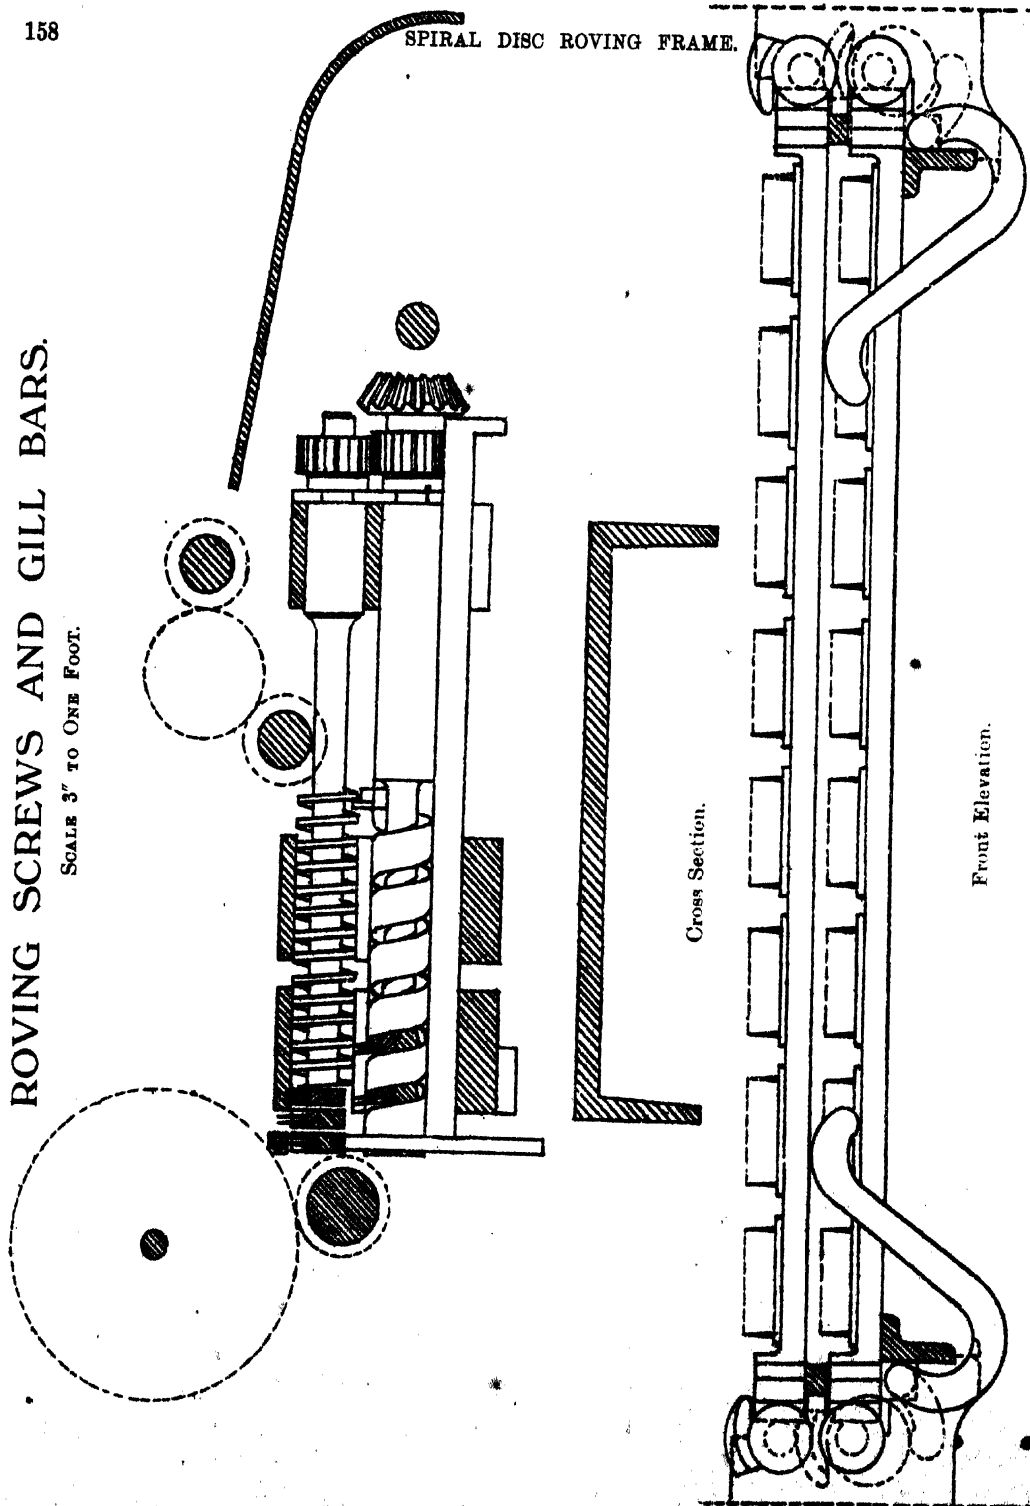 158
SPIRAL DISC ROVING FRAME.
ROVING SCREWS AND GILL BARS.
SCALE 3" TO ONE FOOT.
Cross Section.
Front Elevation.